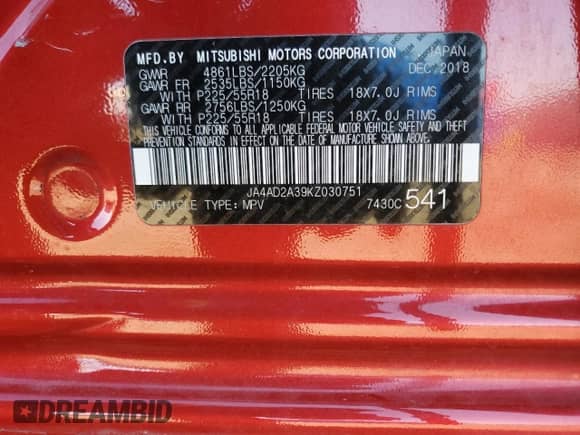 MFD.BY MITSUBISHI MOTORS CORPORATION JAPAN
GVWR 4861LBS/2205KG DEC.2018
GAWR FR 2535LBS/1150KG
WITH P225/55R18 TIRES 18X7.0J RIMS
GAWR RR 2756LBS/1250KG
WITH P225/55R18 TIRES 18X7.0J RIMS
THIS VEHICLE CONFORMS TO ALL APPLICABLE FEDERAL MOTOR VEHICLE SAFETY AND
THEFT PREVENTION STANDARDS IN EFFECT ON THE DATE OF MANUFACTURE SHOWN ABOVE.
JA4AD2A39KZ030751
VEHICLE TYPE:MPV 7430C 541
DREAMBID